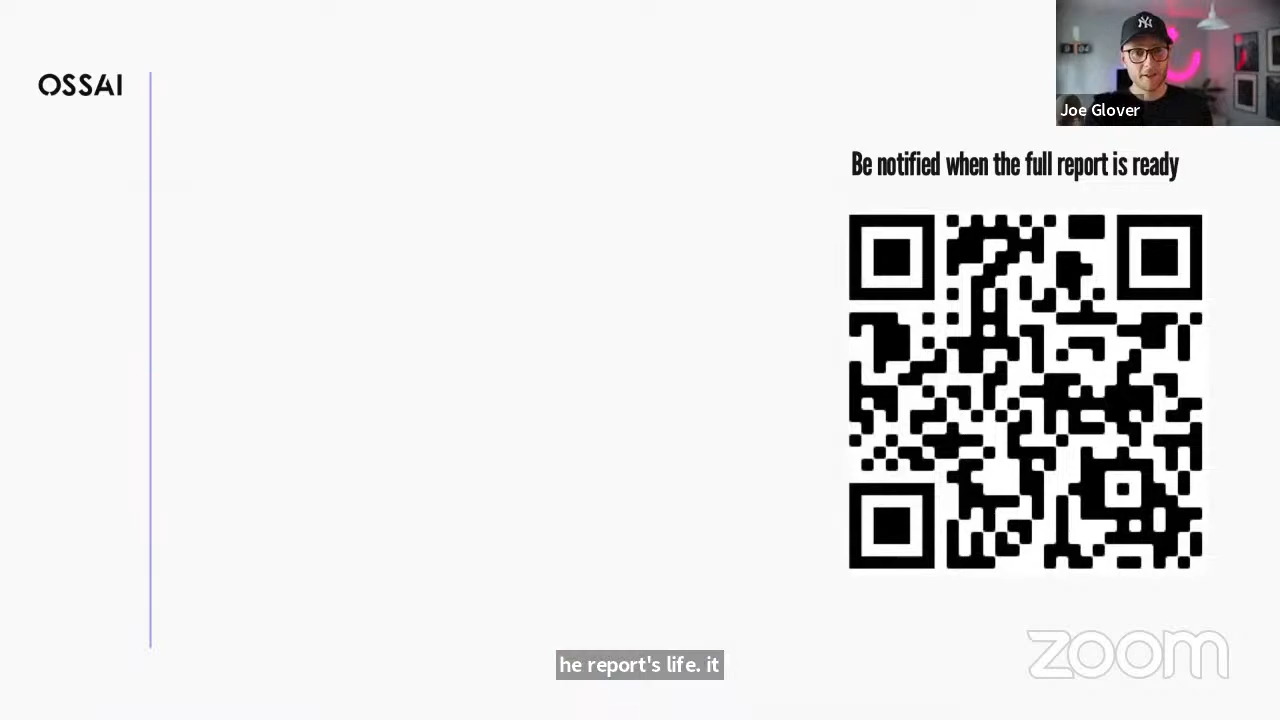 OSSAI
Joe Glover
Be notified when the full report is ready
he report's life. it
zoom